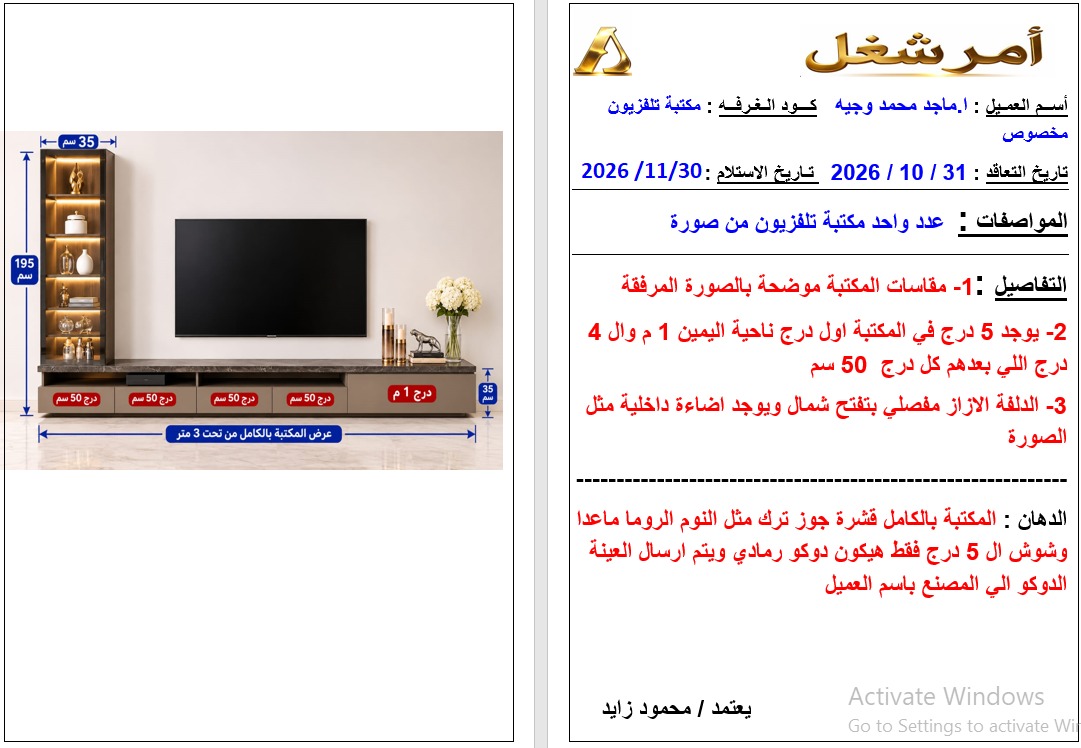 أمر شغل
أســم العميـل : ا.ماجد محمد وجيه كـــود الـغـرفــه : مكتبة تلفزيون
مخصوص
تاريخ التعاقد : 31 / 10 / 2026 تـاريخ الاستلام : 30/11/ 2026
المواصفات : عدد واحد مكتبة تلفزيون من صورة
التفاصيل :1- مقاسات المكتبة موضحة بالصورة المرفقة
2- يوجد 5 درج في المكتبة اول درج ناحية اليمين 1 م وال 4
درج اللي بعدهم كل درج 50 سم
3- الدلفة الازاز مفصلي بتفتح شمال ويوجد اضاءة داخلية مثل
الصورة
--------------------------------------------------------------
الدهان : المكتبة بالكامل قشرة جوز ترك مثل النوم الروما ماعدا
وشوش ال 5 درج فقط هيكون دوكو رمادي ويتم ارسال العينة
الدوكو الي المصنع باسم العميل
يعتمد / محمود زايد
Activate Windows
Go to Settings to activate Wi
35 سم
195
سم
درج 1 م
درج 50 سم
درج 50 سم
درج 50 سم
درج 50 سم
35
سم
عرض المكتبة بالكامل من تحت 3 متر